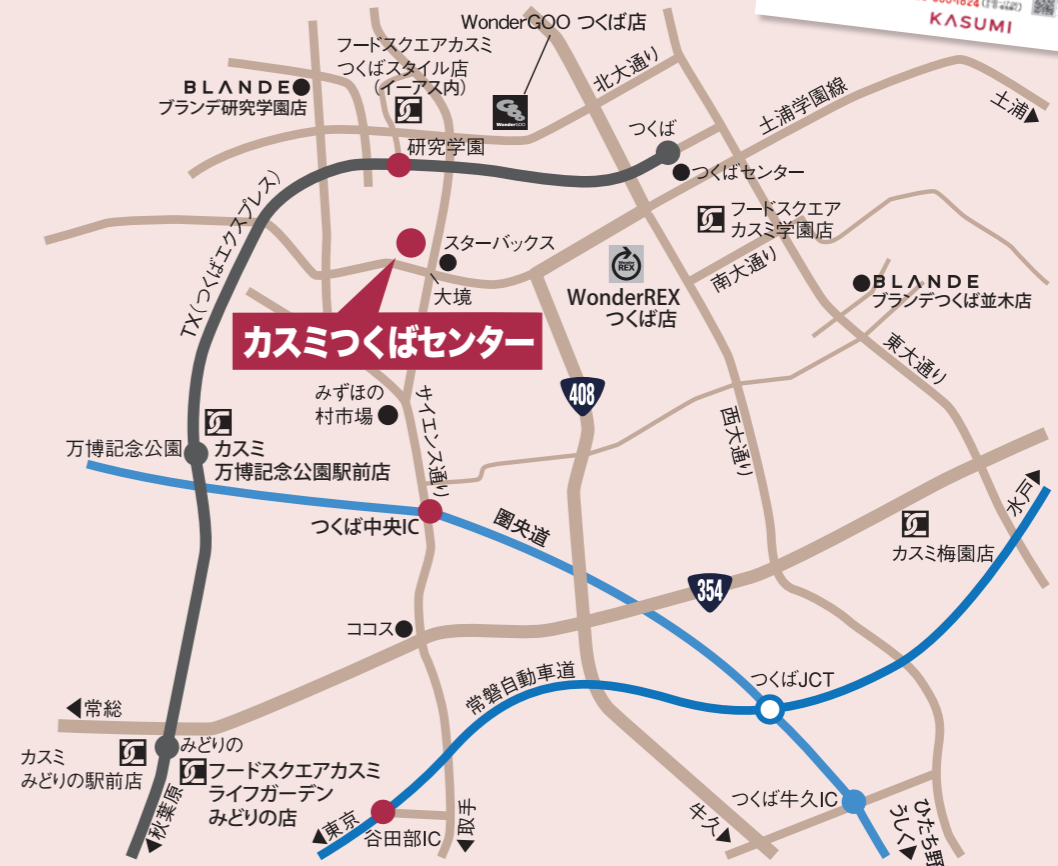 KASUMI
WonderGOO つくば店
フードスクエアカスミ
つくばスタイル店
(イーアス内)
WonderGOO
北大通り
BLANDE
ブランデ研究学園店
研究学園
つくば
土浦学園線
土浦▶
つくばセンター
TX(つくばエクスプレス)
フードスクエア
カスミ学園店
スターバックス
大境
REX
WonderREX
つくば店
南大通り
BLANDE
ブランデつくば並木店
カスミつくばセンター
東大通り
みずほの
村市場
サイエンス通り
408
西大通り
万博記念公園
カスミ
万博記念公園駅前店
つくば中央IC
圏央道
水戸▶
カスミ梅園店
354
ココス
常磐自動車道
つくばJCT
◀常総
みどりの
カスミ
みどりの駅前店
フードスクエアカスミ
ライフガーデン
みどりの店
◀秋葉原
◀東京
谷田部IC
◀取手
牛久▶
つくば牛久IC
ひたち野
うしく▶